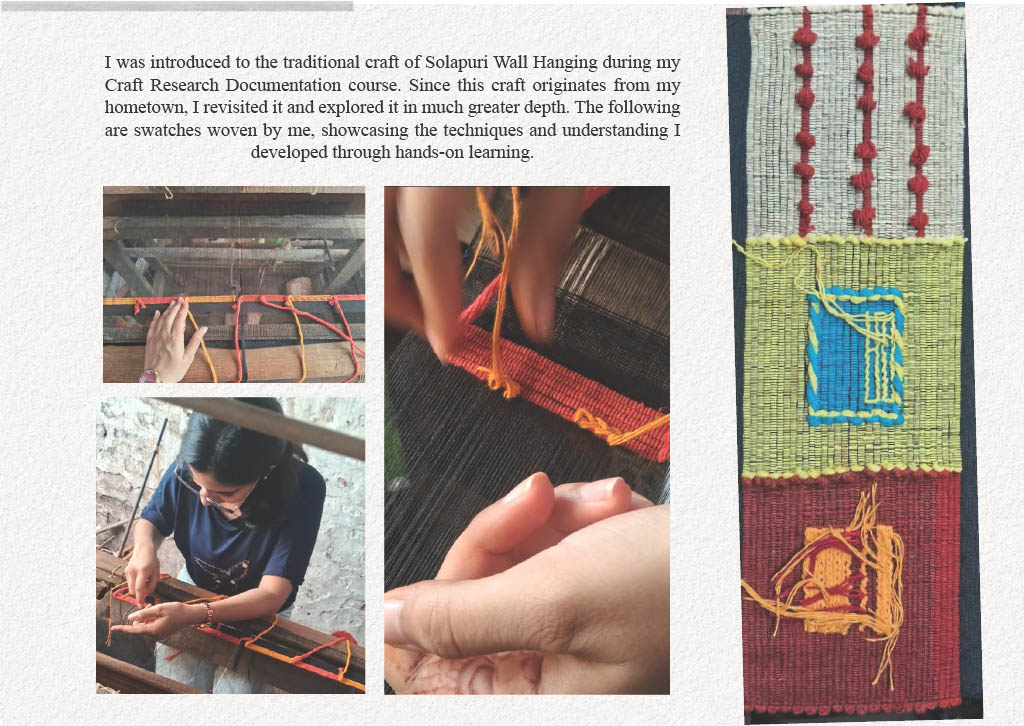 I was introduced to the traditional craft of Solapuri Wall Hanging during my
Craft Research Documentation course. Since this craft originates from my
hometown, I revisited it and explored it in much greater depth. The following
are swatches woven by me, showcasing the techniques and understanding I
developed through hands-on learning.